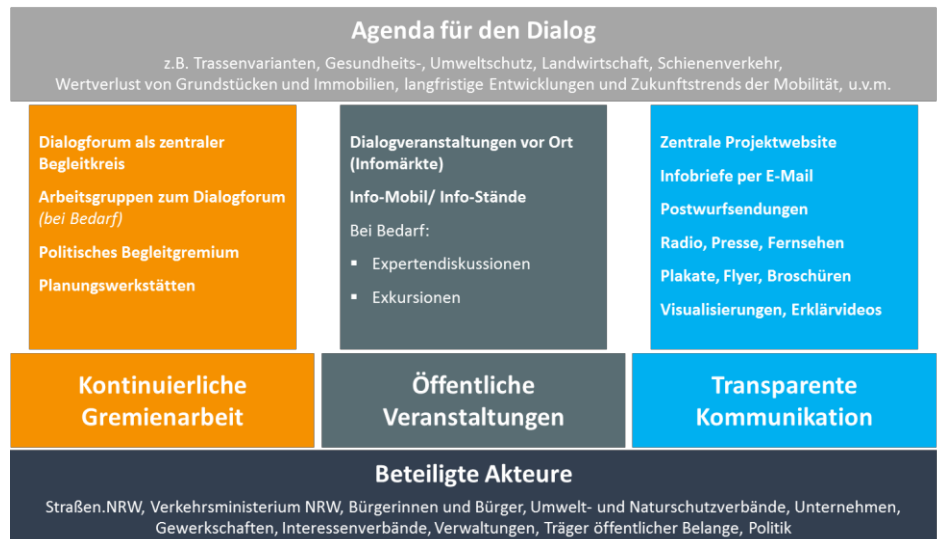 Agenda für den Dialog
z.B. Trassenvarianten, Gesundheits-, Umweltschutz, Landwirtschaft, Schienenverkehr,
Wertverlust von Grundstücken und Immobilien, langfristige Entwicklungen und Zukunftstrends der Mobilität, u.v.m.
Dialogforum als zentraler
Begleitkreis
Arbeitsgruppen zum Dialogforum
(bei Bedarf)
Politisches Begleitgremium
Planungswerkstätten
Kontinuierliche
Gremienarbeit
Dialogveranstaltungen vor Ort
(Infomärkte)
Info-Mobil/ Info-Stände
Bei Bedarf:
▪ Expertendiskussionen
▪ Exkursionen
Öffentliche
Veranstaltungen
Zentrale Projektwebsite
Infobriefe per E-Mail
Postwurfsendungen
Radio, Presse, Fernsehen
Plakate, Flyer, Broschüren
Visualisierungen, Erklärvideos
Transparente
Kommunikation
Beteiligte Akteure
Straßen.NRW, Verkehrsministerium NRW, Bürgerinnen und Bürger, Umwelt- und Naturschutzverbände, Unternehmen,
Gewerkschaften, Interessenverbände, Verwaltungen, Träger öffentlicher Belange, Politik